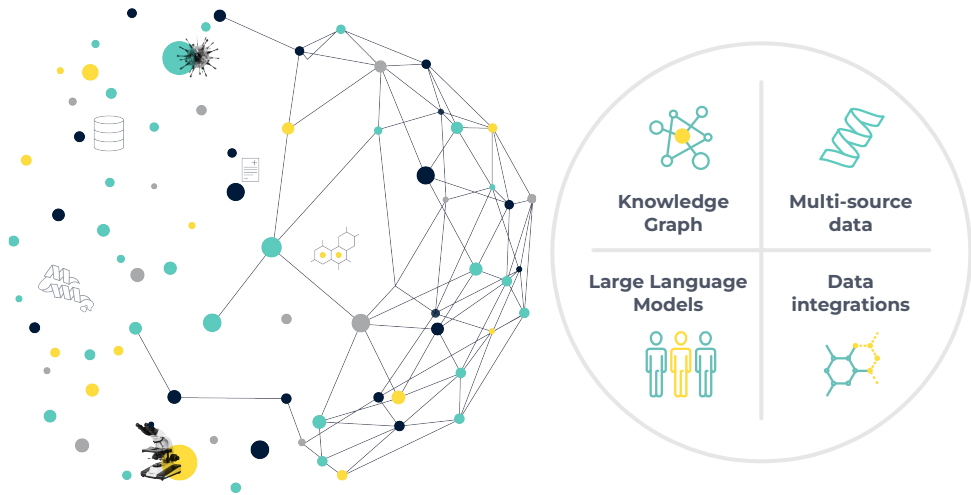 Knowledge
Graph
Multi-source
data
Large Language
Models
Data
integrations